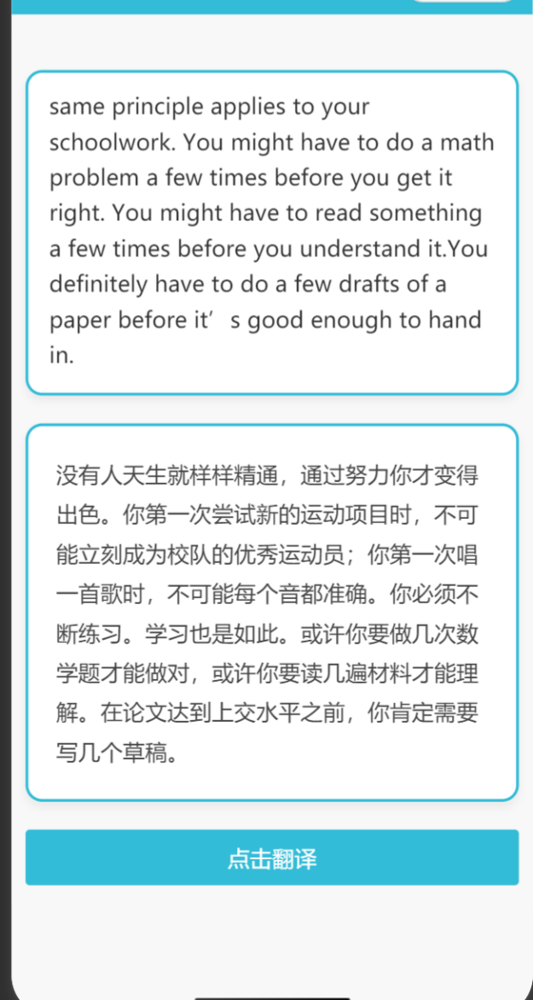 same principle applies to your
schoolwork. You might have to do a math
problem a few times before you get it
right. You might have to read something
a few times before you understand it.You
definitely have to do a few drafts of a
paper before it’s good enough to hand
in.
没有人天生就样样精通，通过努力你才变得
出色。你第一次尝试新的运动项目时，不可
能立刻成为校队的优秀运动员；你第一次唱
一首歌时，不可能每个音都准确。你必须不
断练习。学习也是如此。或许你要做几次数
学题才能做对，或许你要读几遍材料才能理
解。在论文达到上交水平之前，你肯定需要
写几个草稿。
点击翻译